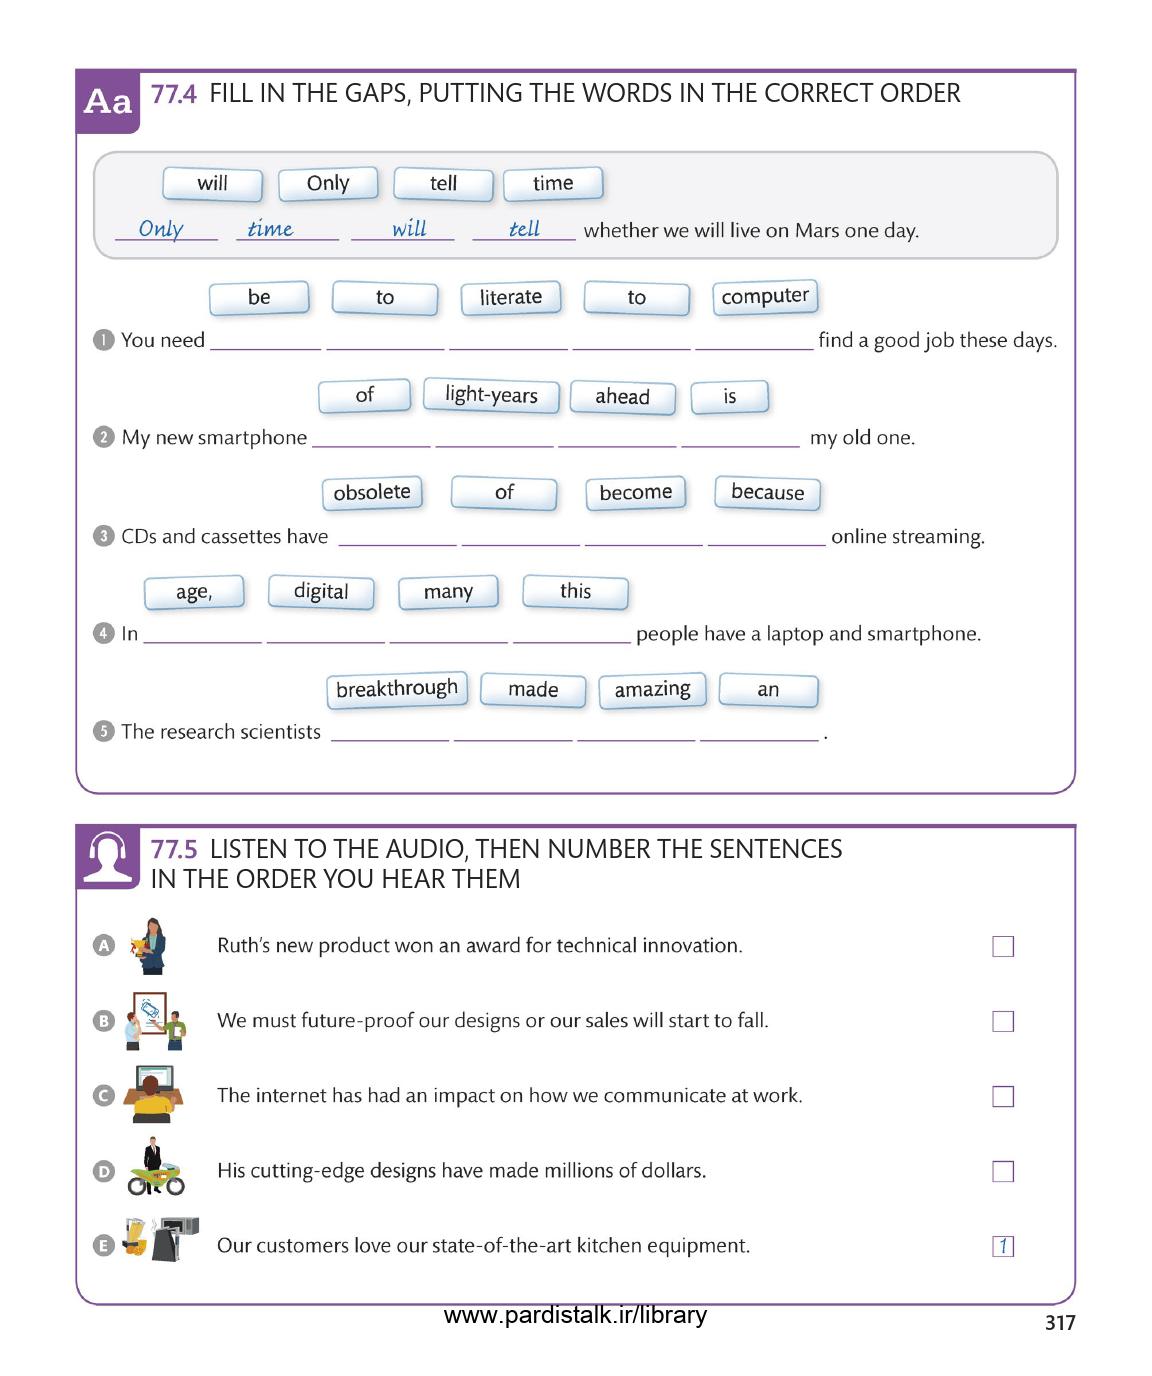 Aa 77.4 FILL IN THE GAPS, PUTTING THE WORDS IN THE CORRECT ORDER
will Only tell time
Only time will tell whether we will live on Mars one day.
be to literate to computer
1 You need find a good job these days.
of light-years ahead is
2 My new smartphone my old one.
obsolete of become because
3 CDs and cassettes have online streaming.
age, digital many this
4 In people have a laptop and smartphone.
breakthrough made amazing an
5 The research scientists .
77.5 LISTEN TO THE AUDIO, THEN NUMBER THE SENTENCES
IN THE ORDER YOU HEAR THEM
A Ruth's new product won an award for technical innovation.
B We must future-proof our designs or our sales will start to fall.
C The internet has had an impact on how we communicate at work.
D His cutting-edge designs have made millions of dollars.
E Our customers love our state-of-the-art kitchen equipment. 1
www.pardistalk.ir/library
317